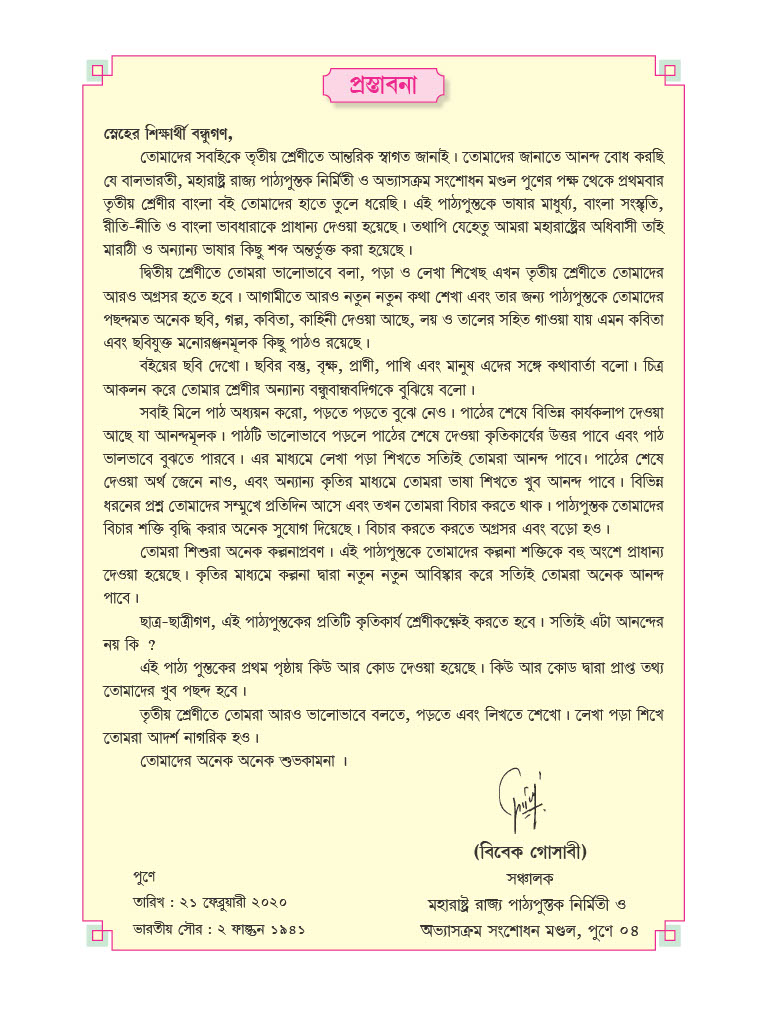 প্রস্তাবনা
স্নেহের শিক্ষার্থী বন্ধুগণ,
তোমাদের সবাইকে তৃতীয় শ্রেণীতে আন্তরিক স্বাগত জানাই। তোমাদের জানাতে আনন্দ বোধ করছি
যে বালভারতী, মহারাষ্ট্র রাজ্য পাঠ্যপুস্তক নির্মিতী ও অভ্যাসক্রম সংশোধন মণ্ডল পুণের পক্ষ থেকে প্রথমবার
তৃতীয় শ্রেণীর বাংলা বই তোমাদের হাতে তুলে ধরেছি। এই পাঠ্যপুস্তকে ভাষার মাধুর্য্য, বাংলা সংস্কৃতি,
রীতি-নীতি ও বাংলা ভাবধারাকে প্রাধান্য দেওয়া হয়েছে। তথাপি যেহেতু আমরা মহারাষ্ট্রের অধিবাসী তাই
মারাঠী ও অন্যান্য ভাষার কিছু শব্দ অন্তর্ভুক্ত করা হয়েছে।
দ্বিতীয় শ্রেণীতে তোমরা ভালোভাবে বলা, পড়া ও লেখা শিখেছ এখন তৃতীয় শ্রেণীতে তোমাদের
আরও অগ্রসর হতে হবে। আগামীতে আরও নতুন নতুন কথা শেখা এবং তার জন্য পাঠ্যপুস্তকে তোমাদের
পছন্দমত অনেক ছবি, গল্প, কবিতা, কাহিনী দেওয়া আছে, লয় ও তালের সহিত গাওয়া যায় এমন কবিতা
এবং ছবিযুক্ত মনোরঞ্জনমূলক কিছু পাঠও রয়েছে।
বইয়ের ছবি দেখো। ছবির বস্তু, বৃক্ষ, প্রাণী, পাখি এবং মানুষ এদের সঙ্গে কথাবার্তা বলো। চিত্র
আকলন করে তোমার শ্রেণীর অন্যান্য বন্ধুবান্ধবদিগকে বুঝিয়ে বলো।
সবাই মিলে পাঠ অধ্যয়ন করো, পড়তে পড়তে বুঝে নেও। পাঠের শেষে বিভিন্ন কার্যকলাপ দেওয়া
আছে যা আনন্দমূলক। পাঠটি ভালোভাবে পড়লে পাঠের শেষে দেওয়া কৃতিকার্যের উত্তর পাবে এবং পাঠ
ভালভাবে বুঝতে পারবে। এর মাধ্যমে লেখা পড়া শিখতে সত্যিই তোমরা আনন্দ পাবে। পাঠের শেষে
দেওয়া অর্থ জেনে নাও, এবং অন্যান্য কৃতির মাধ্যমে তোমরা ভাষা শিখতে খুব আনন্দ পাবে। বিভিন্ন
ধরনের প্রশ্ন তোমাদের সম্মুখে প্রতিদিন আসে এবং তখন তোমরা বিচার করতে থাক। পাঠ্যপুস্তক তোমাদের
বিচার শক্তি বৃদ্ধি করার অনেক সুযোগ দিয়েছে। বিচার করতে করতে অগ্রসর এবং বড়ো হও।
তোমরা শিশুরা অনেক কল্পনাপ্রবণ। এই পাঠ্যপুস্তকে তোমাদের কল্পনা শক্তিকে বহু অংশে প্রাধান্য
দেওয়া হয়েছে। কৃতির মাধ্যমে কল্পনা দ্বারা নতুন নতুন আবিষ্কার করে সত্যিই তোমরা অনেক আনন্দ
পাবে।
ছাত্র-ছাত্রীগণ, এই পাঠ্যপুস্তকের প্রতিটি কৃতিকার্য শ্রেণীকক্ষেই করতে হবে। সত্যিই এটা আনন্দের
নয় কি ?
এই পাঠ্য পুস্তকের প্রথম পৃষ্ঠায় কিউ আর কোড দেওয়া হয়েছে। কিউ আর কোড দ্বারা প্রাপ্ত তথ্য
তোমাদের খুব পছন্দ হবে।
তৃতীয় শ্রেণীতে তোমরা আরও ভালোভাবে বলতে, পড়তে এবং লিখতে শেখো। লেখা পড়া শিখে
তোমরা আদর্শ নাগরিক হও।
তোমাদের অনেক অনেক শুভকামনা ।
(বিবেক গোসাবী)
সঞ্চালক
মহারাষ্ট্র রাজ্য পাঠ্যপুস্তক নির্মিতী ও
অভ্যাসক্রম সংশোধন মণ্ডল, পুণে ০৪
পুণে
তারিখ : ২১ ফেব্রুয়ারী ২০২০
ভারতীয় সৌর : ২ ফাল্গুন ১৯৪১